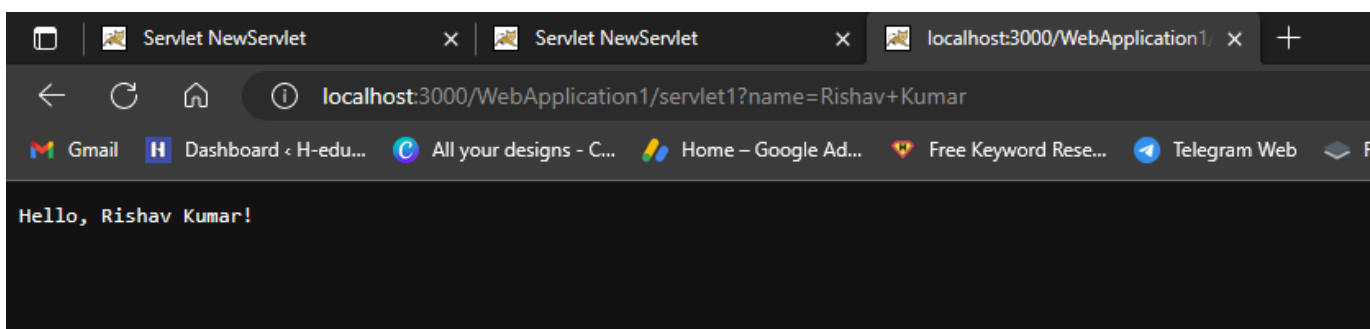 Servlet NewServlet
Servlet NewServlet
localhost:3000/WebApplication1/
localhost:3000/WebApplication1/servlet1?name=Rishav+Kumar
Gmail H Dashboard ‹ H-edu... C All your designs - C... Home – Google Ad... Free Keyword Rese... Telegram Web
Hello, Rishav Kumar!